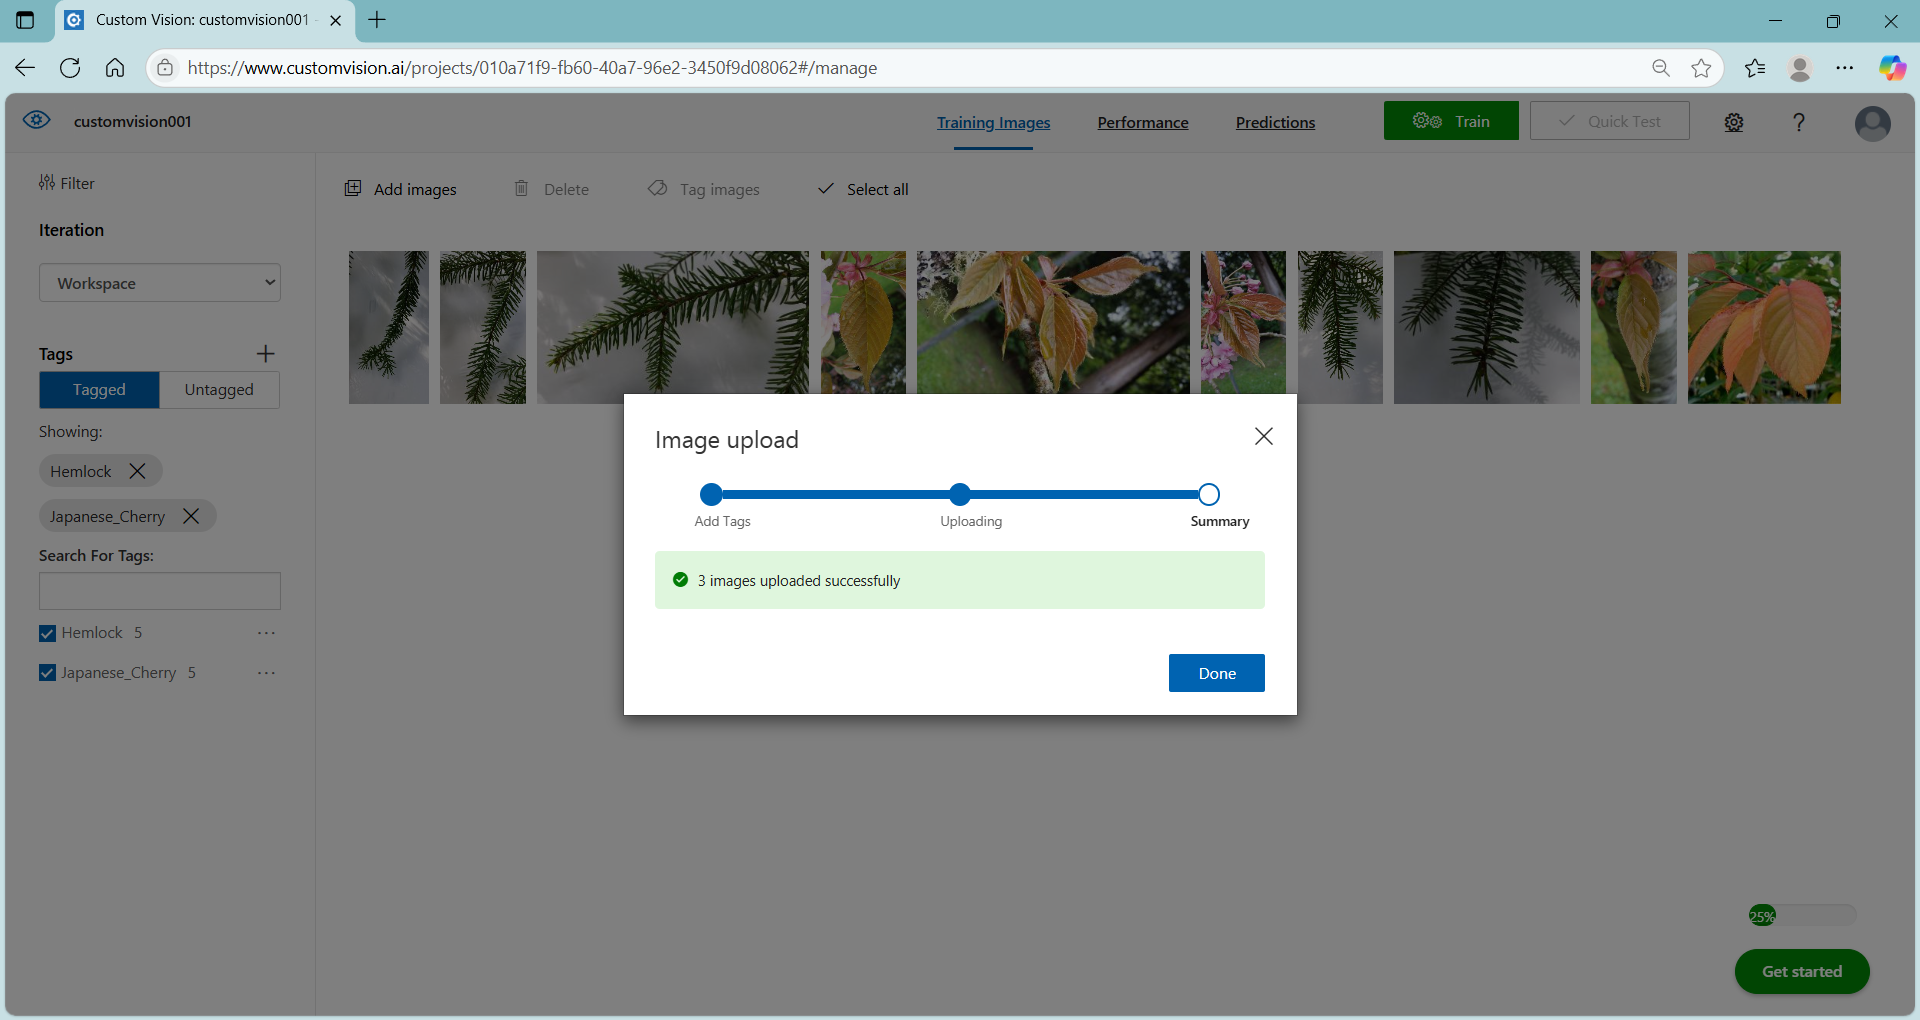 Custom Vision: customvision001 -
https://www.customvision.ai/projects/010a71f9-fb60-40a7-96e2-3450f9d08062#/manage
customvision001
Training Images
Performance
Predictions
Train
Quick Test
?
Filter
Add images
Delete
Tag images
Select all
Iteration
Workspace
Tags
Tagged
Untagged
Showing:
Hemlock
Japanese_Cherry
Search For Tags:
Hemlock 5
Japanese_Cherry 5
Image upload
Add Tags
Uploading
Summary
3 images uploaded successfully
Done
25%
Get started